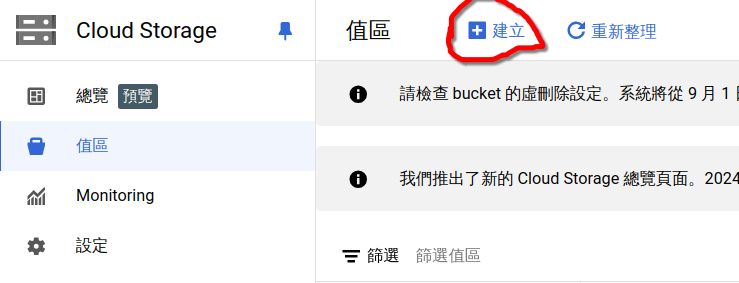 Cloud Storage
值區
建立
重新整理
總覽 預覽
值區
Monitoring
設定
請檢查 bucket 的虛刪除設定。系統將從 9 月 1
我們推出了新的 Cloud Storage 總覽頁面。2024
篩選 篩選值區